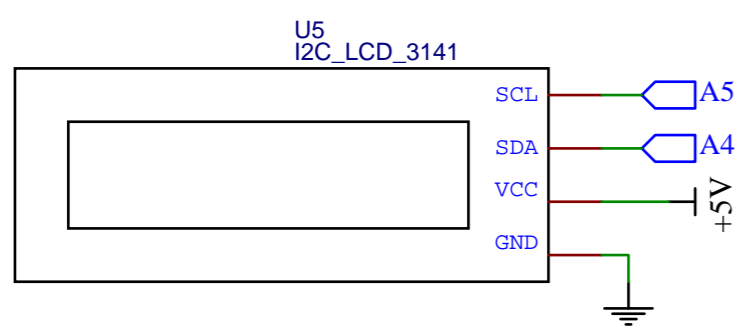 U5
I2C_LCD_3141
SCL A5
SDA A4
VCC +5V
GND